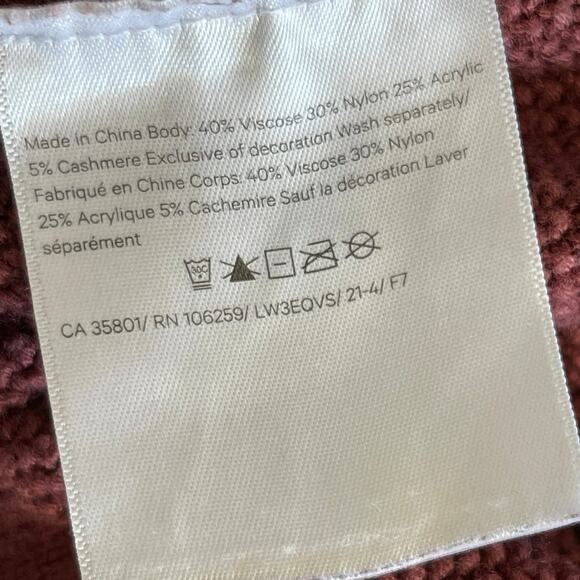 Made in China Body: 40% Viscose 30% Nylon 25% Acrylic
5% Cashmere Exclusive of decoration Wash separately/
Fabriqué en Chine Corps: 40% Viscose 30% Nylon
25% Acrylique 5% Cachemire Sauf la décoration Laver
séparément
30C
CA 35801/ RN 106259/ LW3EQVS/ 21-4/ F7